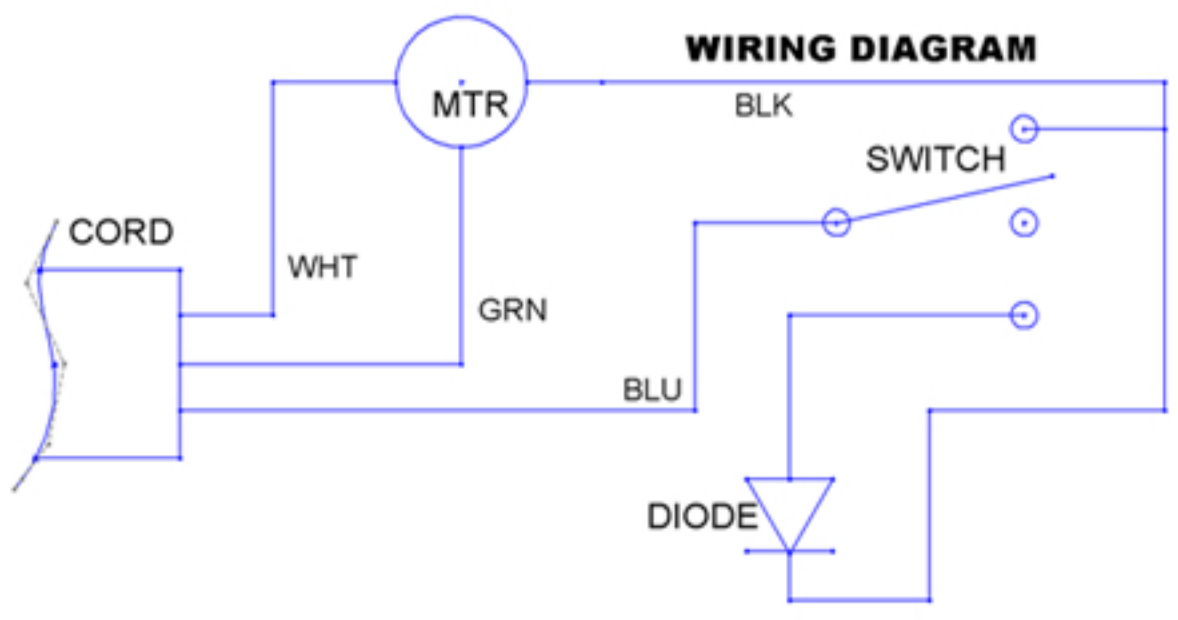 WIRING DIAGRAM
MTR
BLK
SWITCH
CORD
WHT
GRN
BLU
DIODE